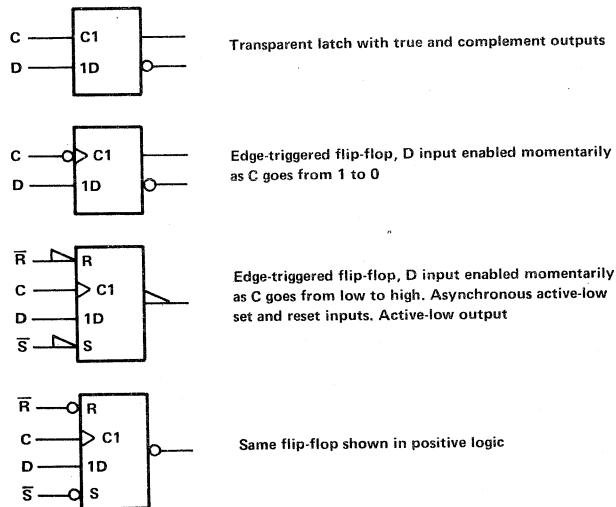 C C1
D 1D
Transparent latch with true and complement outputs
C C1
D 1D
Edge-triggered flip-flop, D input enabled momentarily
as C goes from 1 to 0
R̅ R
C C1
D 1D
S̅ S
Edge-triggered flip-flop, D input enabled momentarily
as C goes from low to high. Asynchronous active-low
set and reset inputs. Active-low output
R̅ R
C C1
D 1D
S̅ S
Same flip-flop shown in positive logic